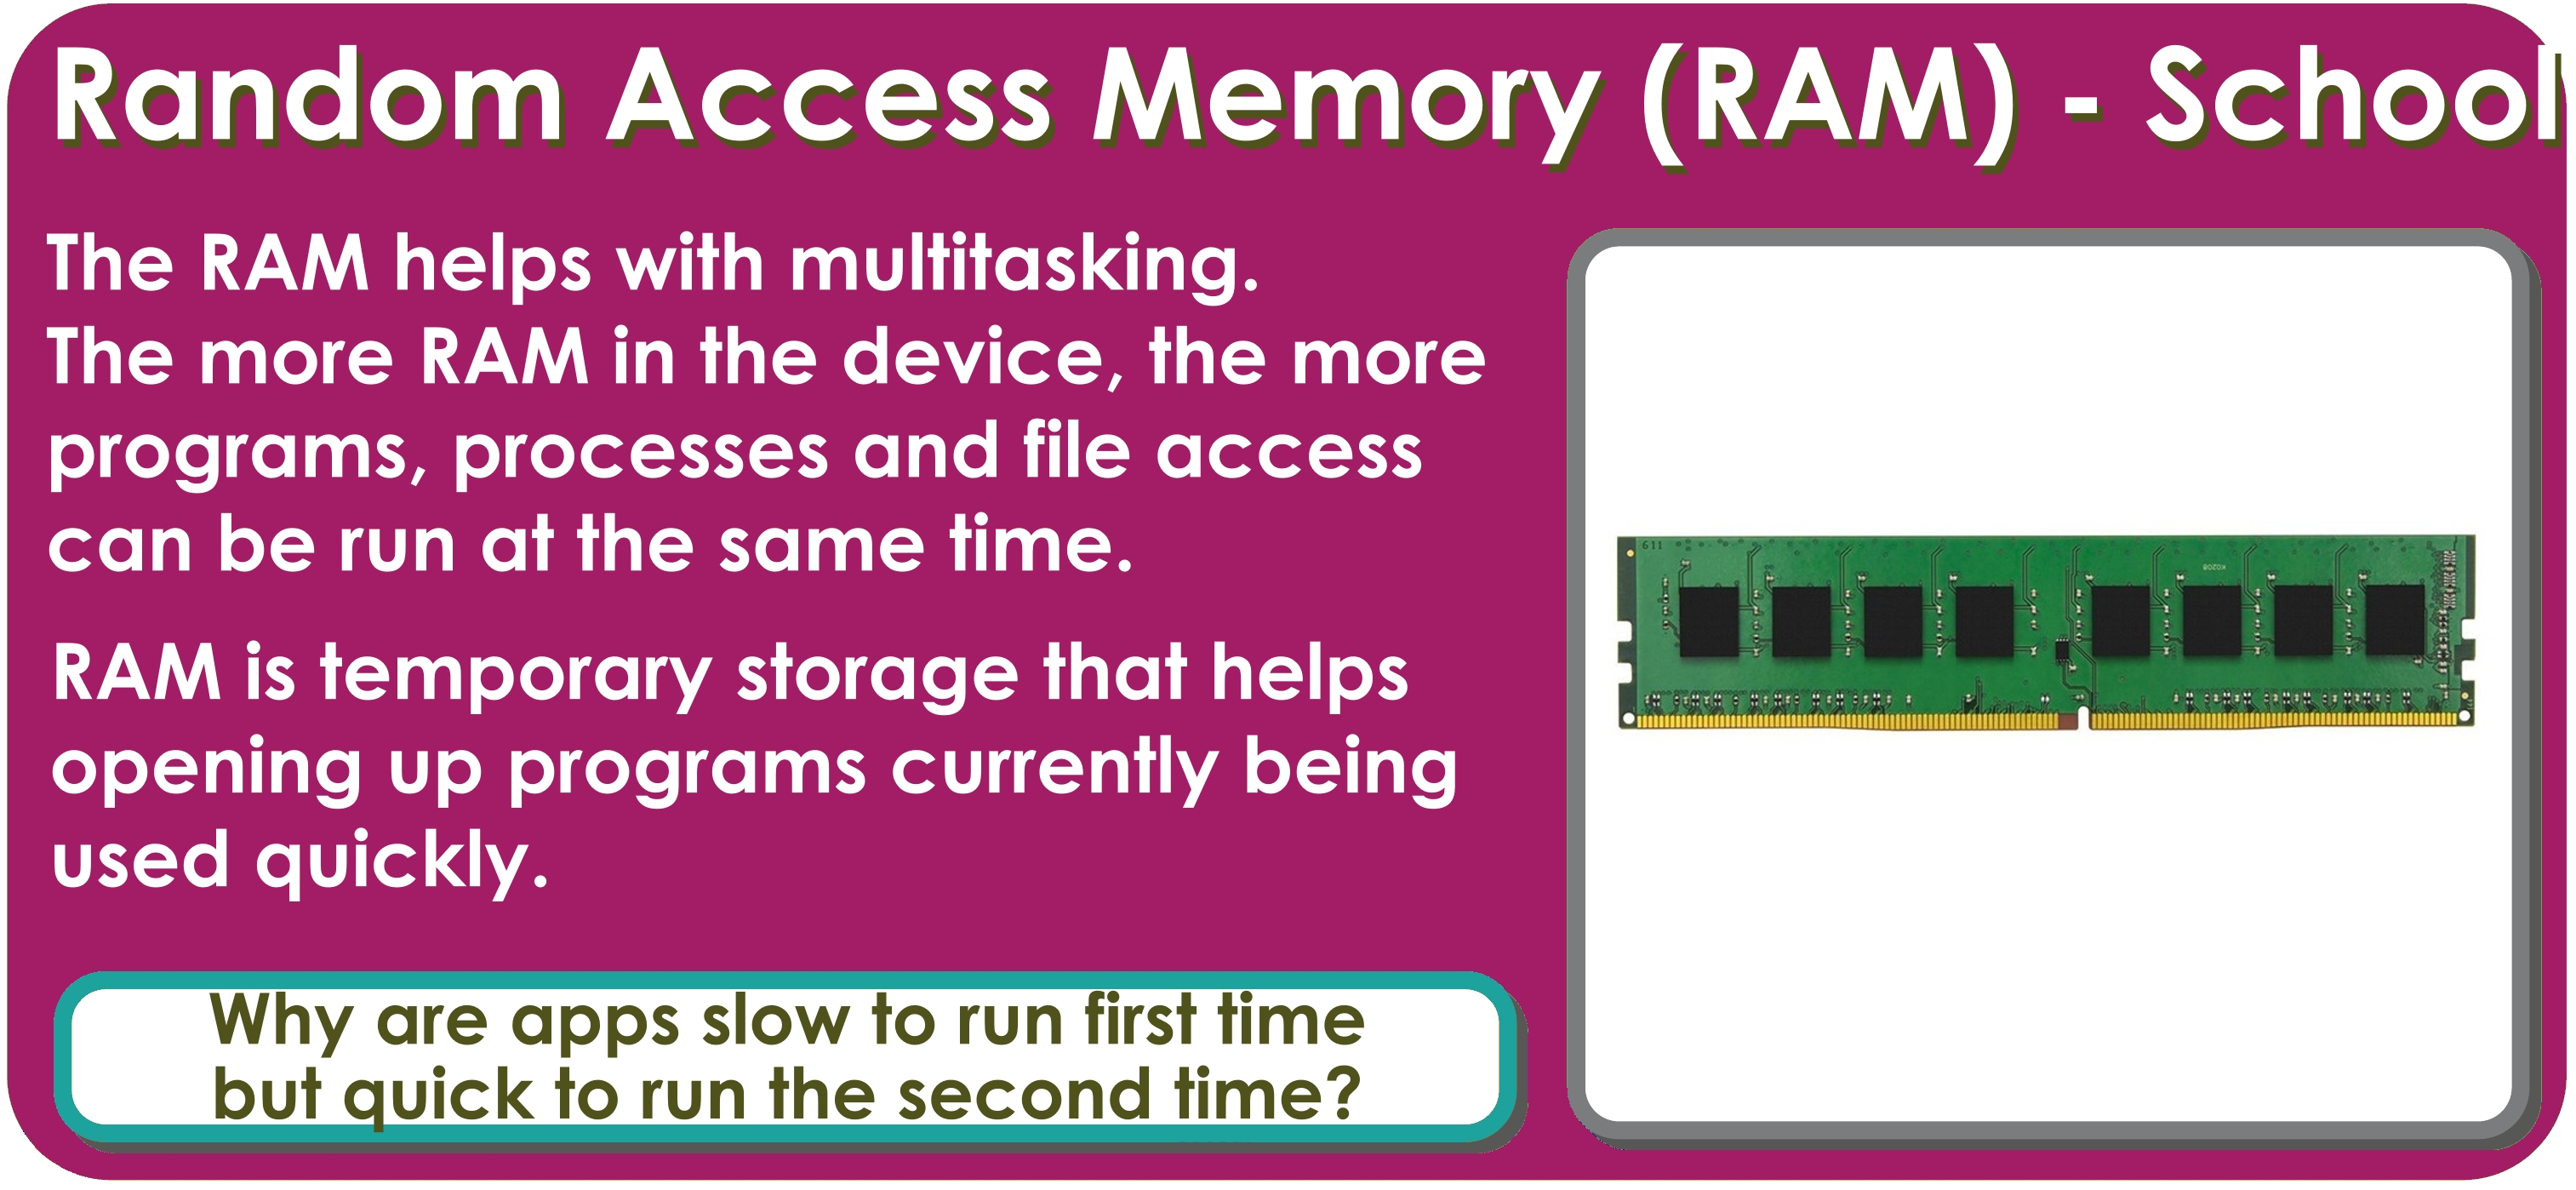 Random Access Memory (RAM) - School
The RAM helps with multitasking.
The more RAM in the device, the more
programs, processes and file access
can be run at the same time.
RAM is temporary storage that helps
opening up programs currently being
used quickly.
Why are apps slow to run first time
but quick to run the second time?
611
K0208